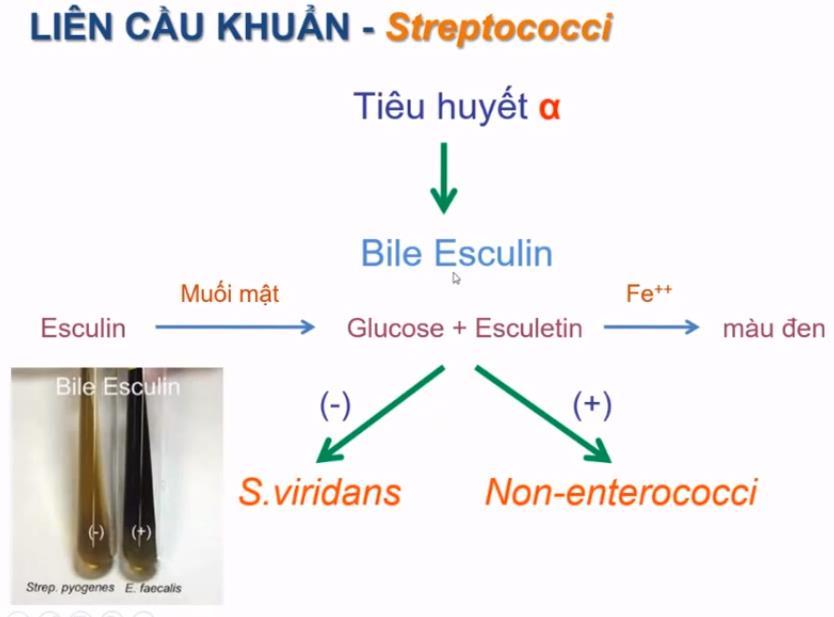 LIÊN CẦU KHUẨN - Streptococci
Tiêu huyết α
Bile Esculin
Muối mật
Fe++
Esculin
Glucose + Esculetin
màu đen
Bile Esculin
(-)
(+)
S.viridans
Non-enterococci
(-) (+)
Strep. pyogenes E. faecalis